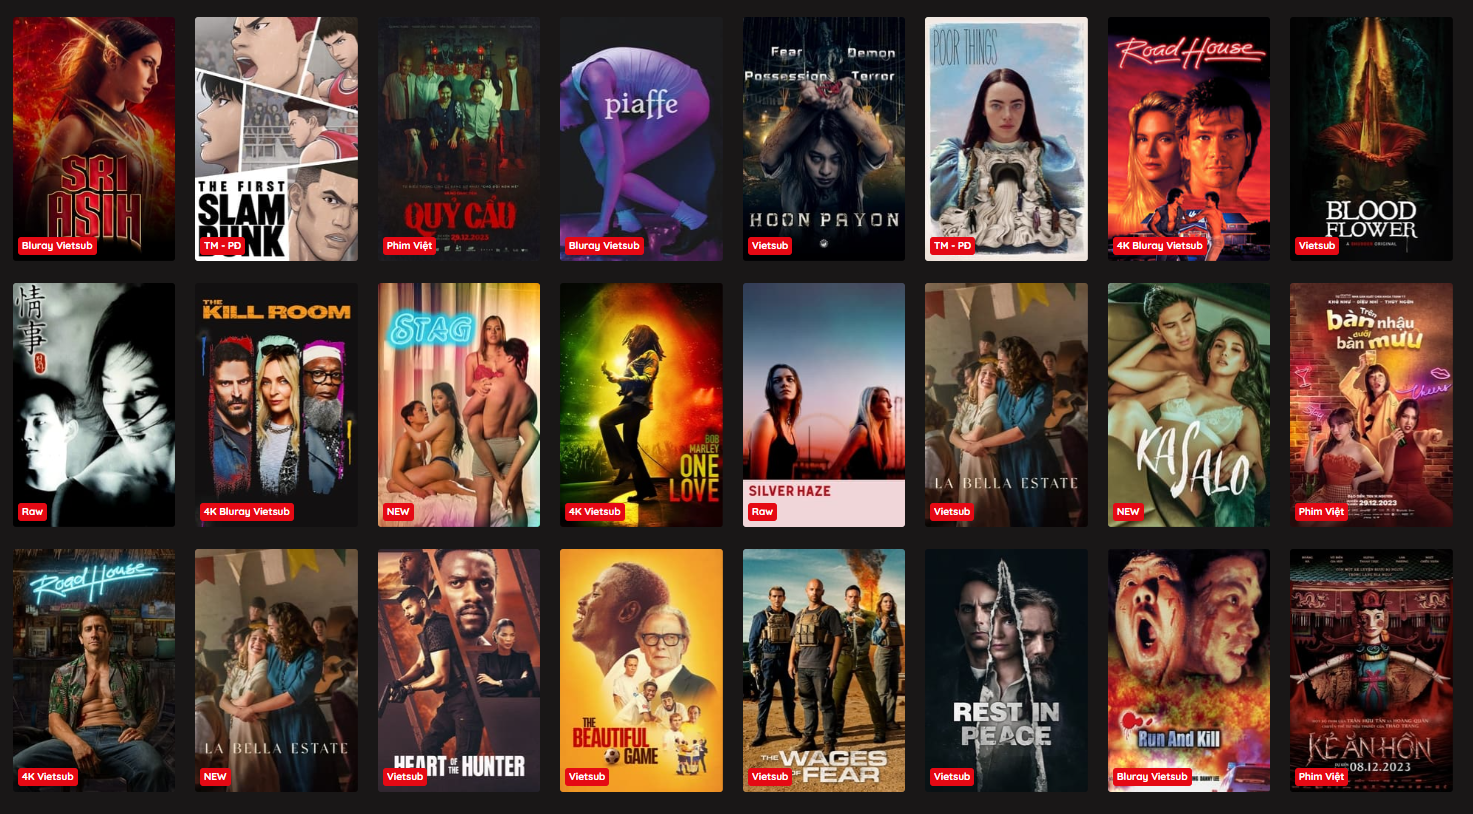 SRI
ASIH
Bluray Vietsub
THE FIRST
SLAM
DUNK
TM - PD
QUỶ CẨU
29.12.2023
Phim Việt
piaffe
Bluray Vietsub
Fear Demon
Possession Terror
HOON PAYON
Vietsub
POOR THINGS
TM - PD
Road House
4K Bluray Vietsub
BLOOD
FLOWER
Vietsub
情
事
Raw
THE
KILL ROOM
4K Bluray Vietsub
STAG
NEW
BOB
MARLEY
ONE
LOVE
4K Vietsub
SILVER HAZE
Raw
LA BELLA ESTATE
Vietsub
KASALO
NEW
Trên
bàn nhậu
dưới
bàn mưu
Cheers
29.12.2023
Phim Việt
Road House
4K Vietsub
LA BELLA ESTATE
NEW
HEART OF THE HUNTER
Vietsub
THE
BEAUTIFUL
GAME
Vietsub
THE WAGES
OF FEAR
Vietsub
REST IN
PEACE
Vietsub
Run And Kill
DANNY LEE
Bluray Vietsub
KẺ ĂN HỒN
08.12.2023
Phim Việt